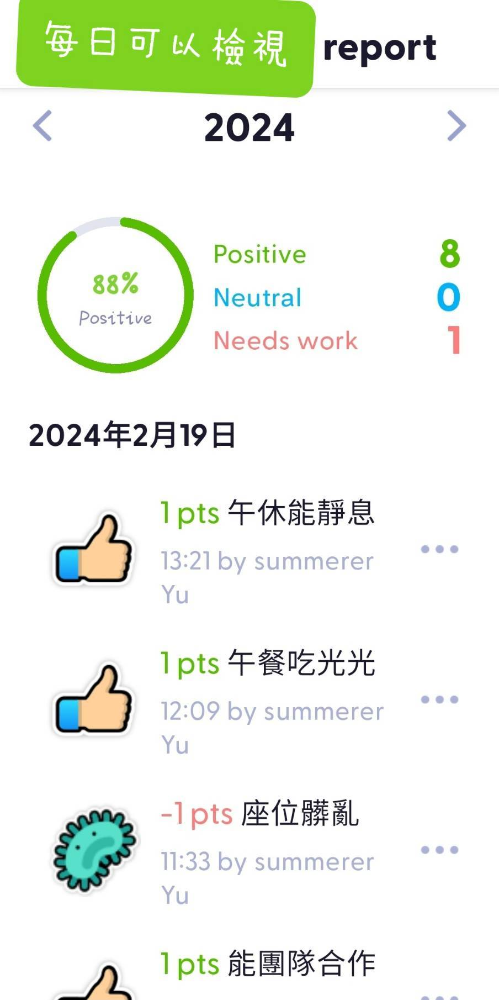 每日可以檢視 report
2024
88%
Positive
Positive 8
Neutral 0
Needs work 1
2024年2月19日
1 pts 午休能靜息
13:21 by summerer
Yu
1 pts 午餐吃光光
12:09 by summerer
Yu
-1 pts 座位髒亂
11:33 by summerer
Yu
1 pts 能團隊合作